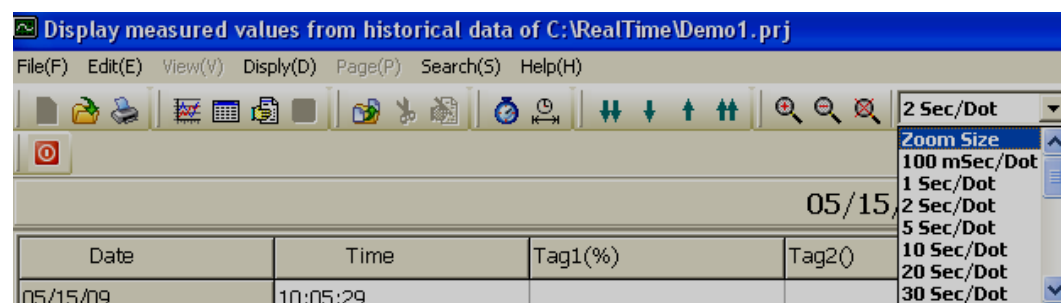 Display measured values from historical data of C:\RealTime\Demo1.prj
File(F) Edit(E) View(V) Disply(D) Page(P) Search(S) Help(H)
2 Sec/Dot
Zoom Size
100 mSec/Dot
1 Sec/Dot
2 Sec/Dot
5 Sec/Dot
10 Sec/Dot
20 Sec/Dot
30 Sec/Dot
05/15/
Date Time Tag1(%) Tag2()
05/15/09 10:05:29